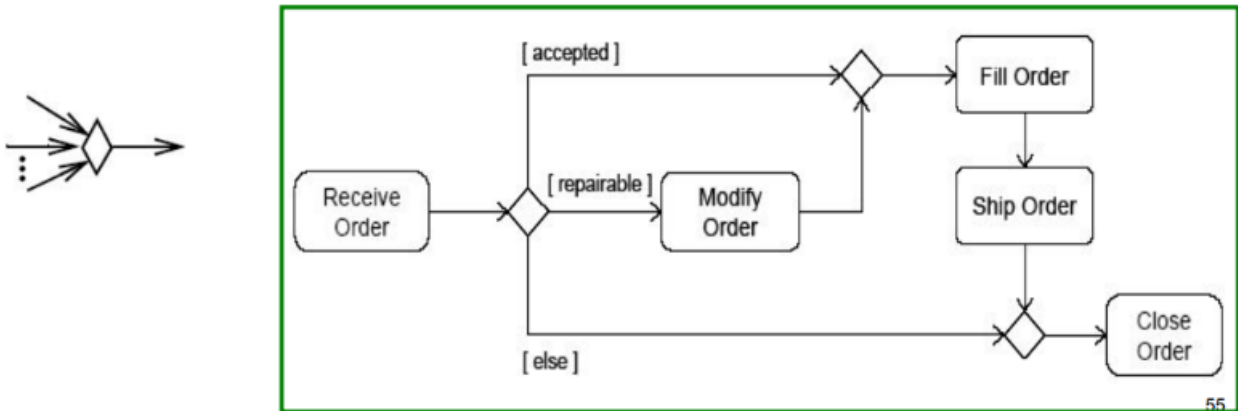 [ accepted ]
Fill Order
[ repairable ]
Receive
Order
Modify
Order
Ship Order
[ else ]
Close
Order
55